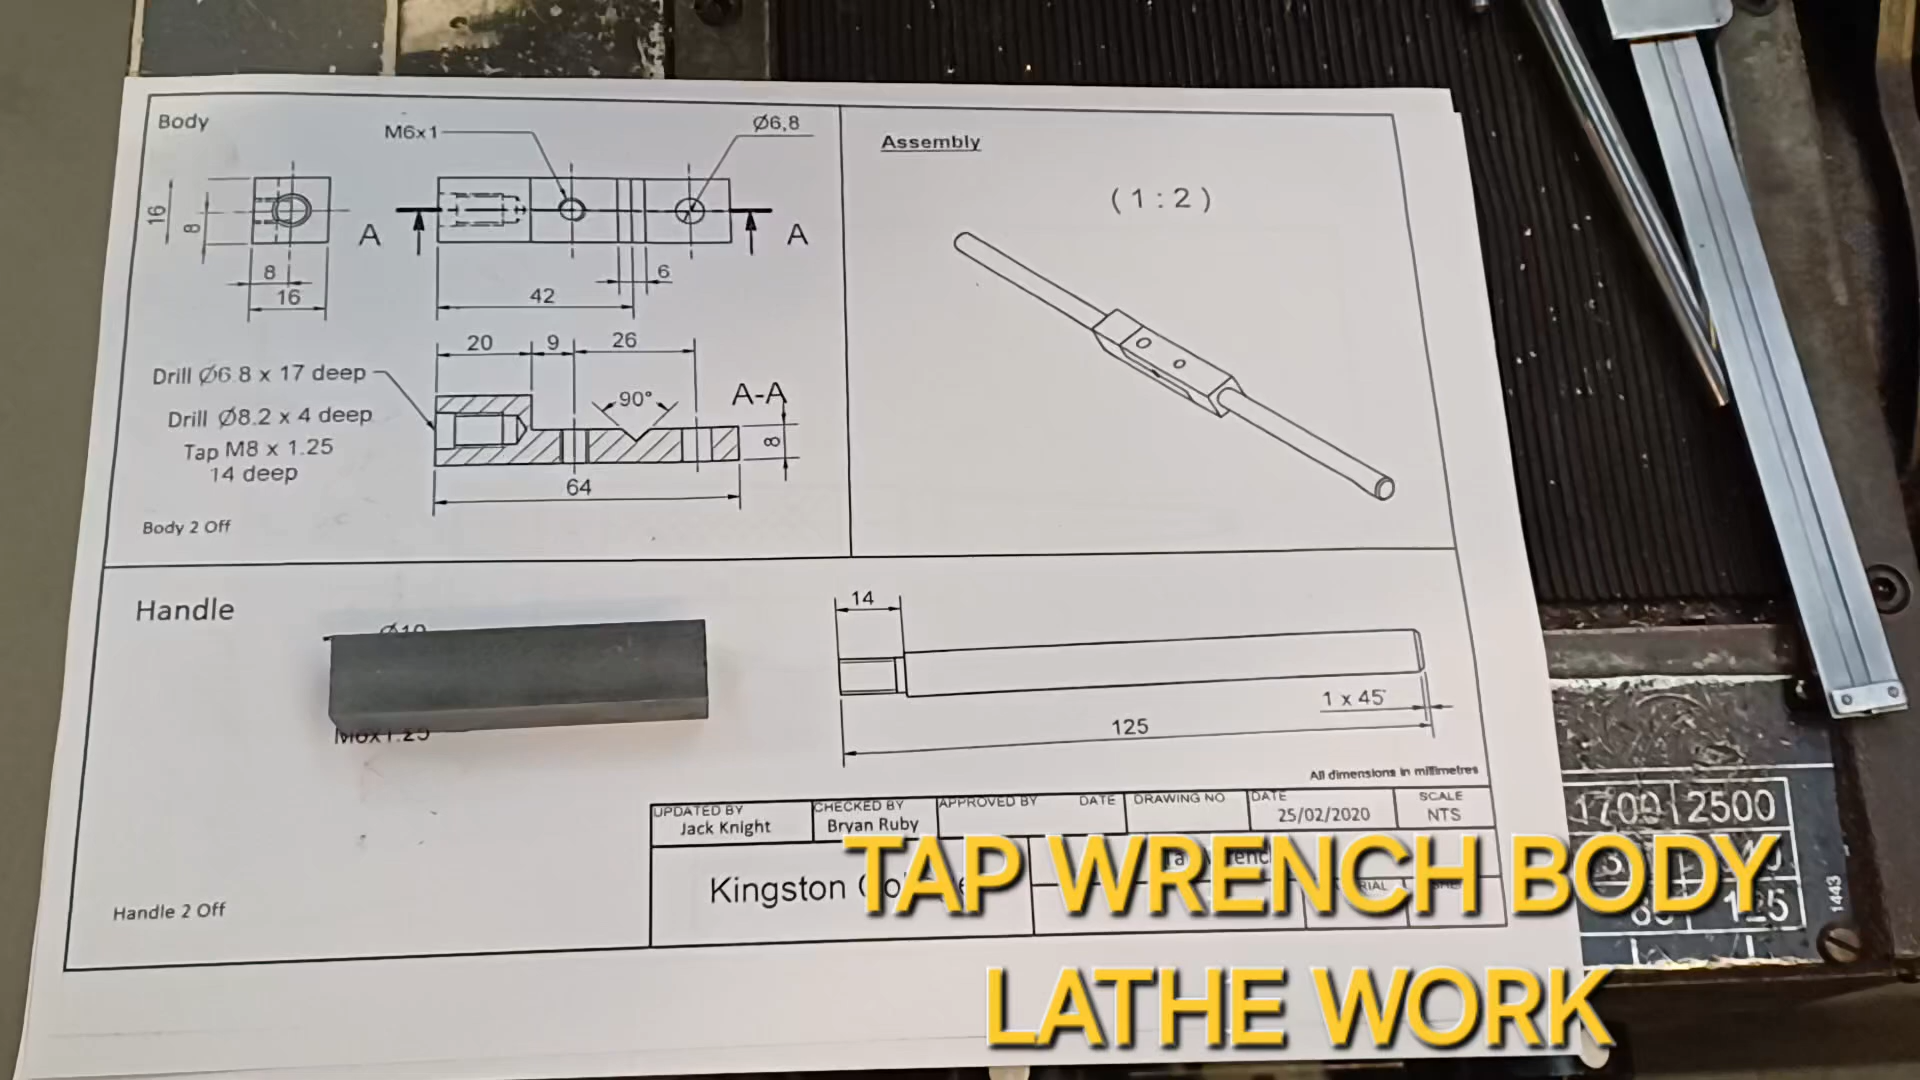 Body
M6x1
Ø6,8
16
8
A
A
8
16
6
42
20
9
26
Drill Ø6.8 x 17 deep
90°
A-A
Drill Ø8.2 x 4 deep
8
Tap M8 x 1.25
14 deep
64
Body 2 Off
Assembly
(1:2)
Handle
Ø10
14
1 x 45°
125
All dimensions in millimetres
UPDATED BY
Jack Knight
CHECKED BY
Bryan Ruby
APPROVED BY DATE
DRAWING NO
DATE
25/02/2020
SCALE
NTS
Kingston
Handle 2 Off
1700 2500
125
1443
TAP WRENCH BODY
LATHE WORK